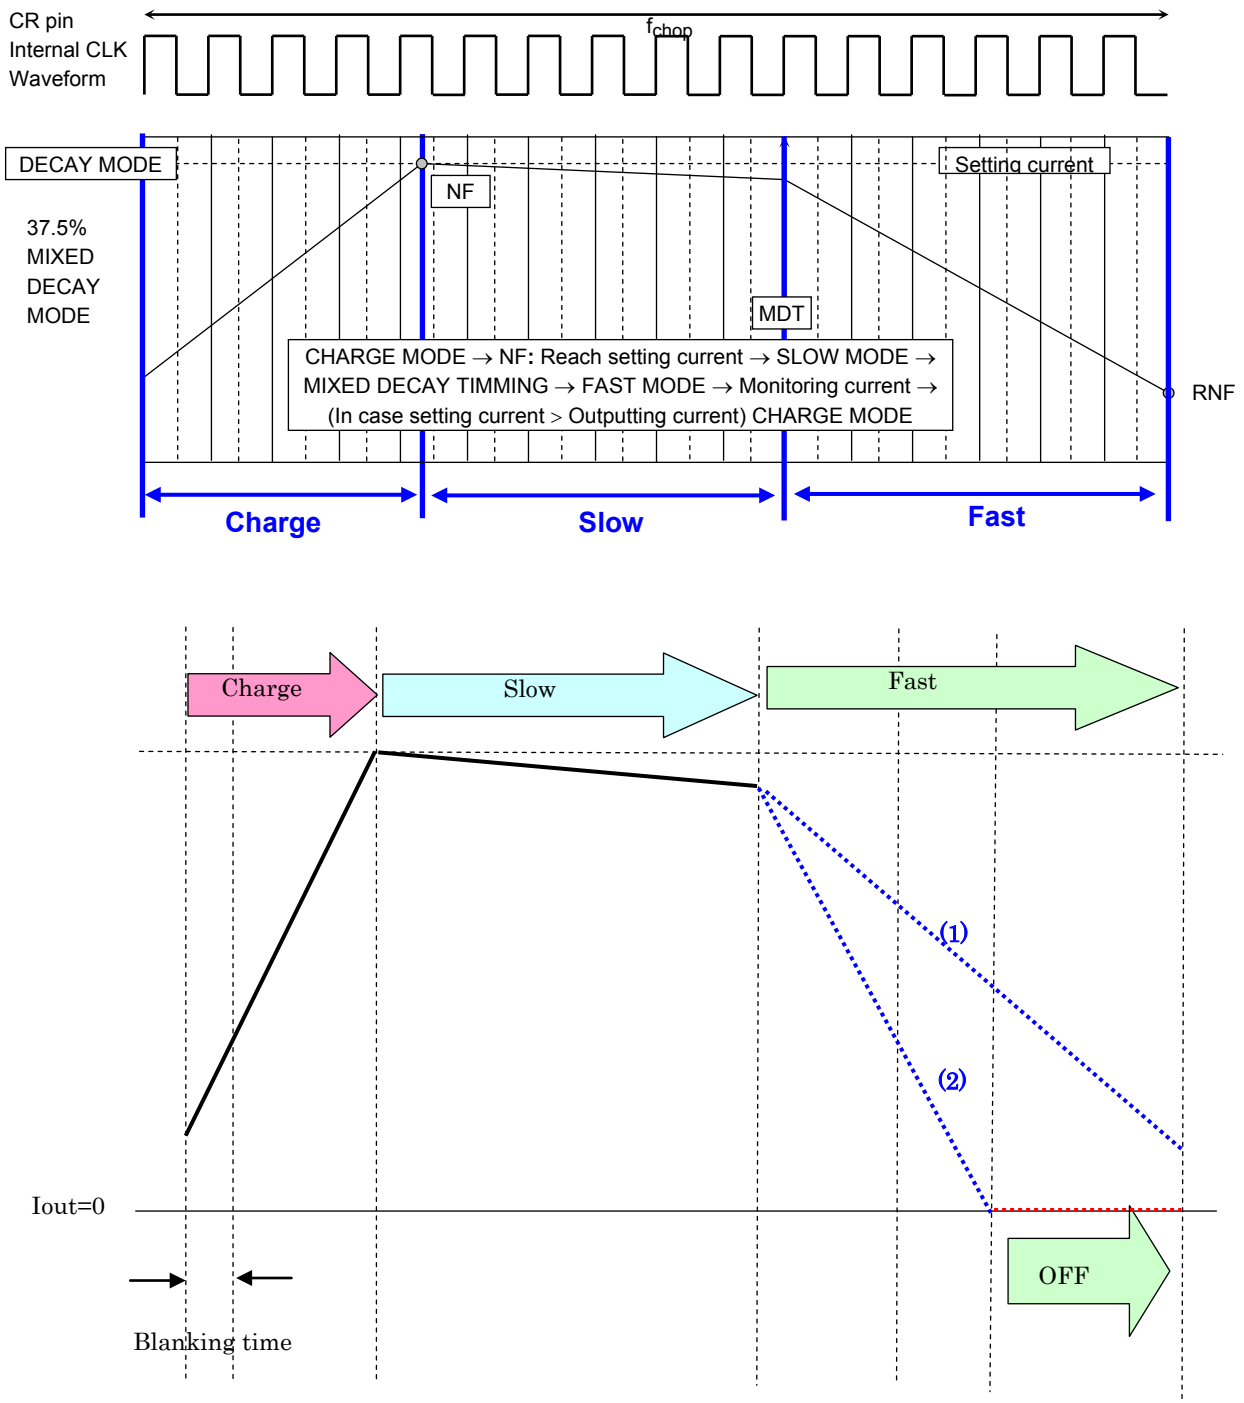 CR pin
Internal CLK
Waveform
fchop
DECAY MODE
Setting current
NF
37.5%
MIXED
DECAY
MODE
MDT
CHARGE MODE → NF: Reach setting current → SLOW MODE →
MIXED DECAY TIMMING → FAST MODE → Monitoring current →
(In case setting current > Outputting current) CHARGE MODE
RNF
Charge
Slow
Fast
Charge
Slow
Fast
(1)
(2)
Iout=0
OFF
Blanking time